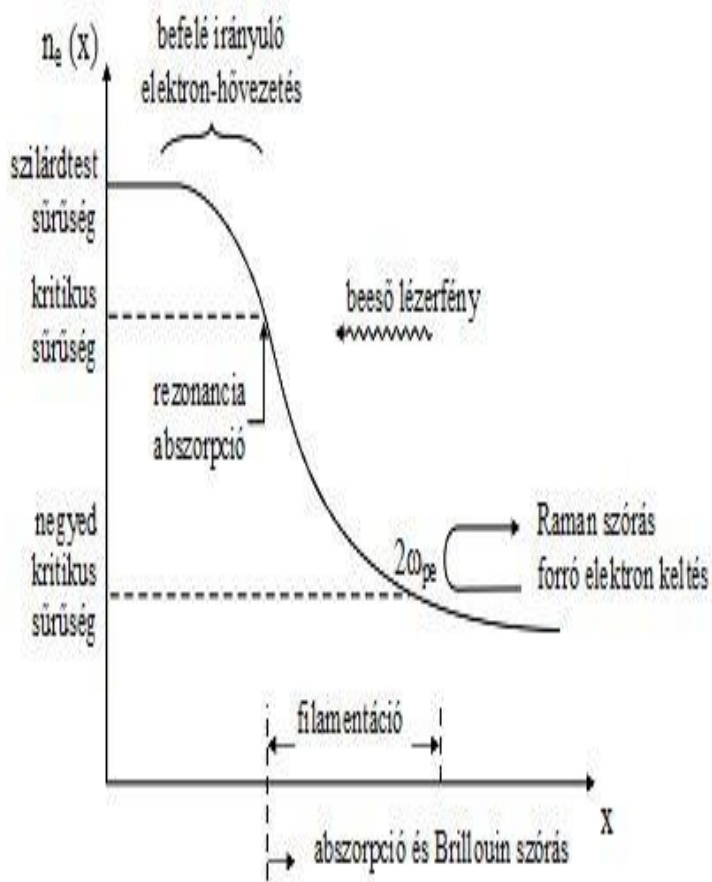 nₑ (x)
befelé irányuló
elektron-hővezetés
szilárdtest
sűrűség
kritikus
sűrűség
beeső lézerfény
rezonancia
abszorpció
negyed
kritikus
sűrűség
2ωpe
Raman szórás
forró elektron keltés
filamentáció
x
abszorpció és Brillouin szórás